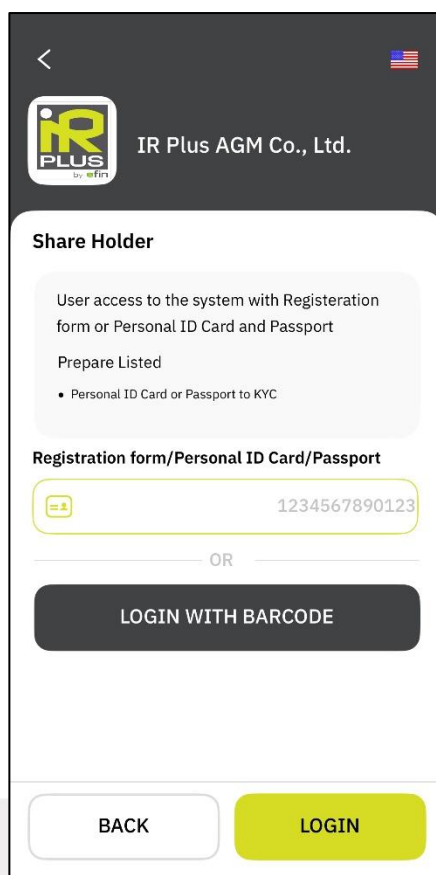 iR
PLUS
by efin
IR Plus AGM Co., Ltd.
Share Holder
User access to the system with Registeration
form or Personal ID Card and Passport
Prepare Listed
• Personal ID Card or Passport to KYC
Registration form/Personal ID Card/Passport
1234567890123
OR
LOGIN WITH BARCODE
BACK
LOGIN